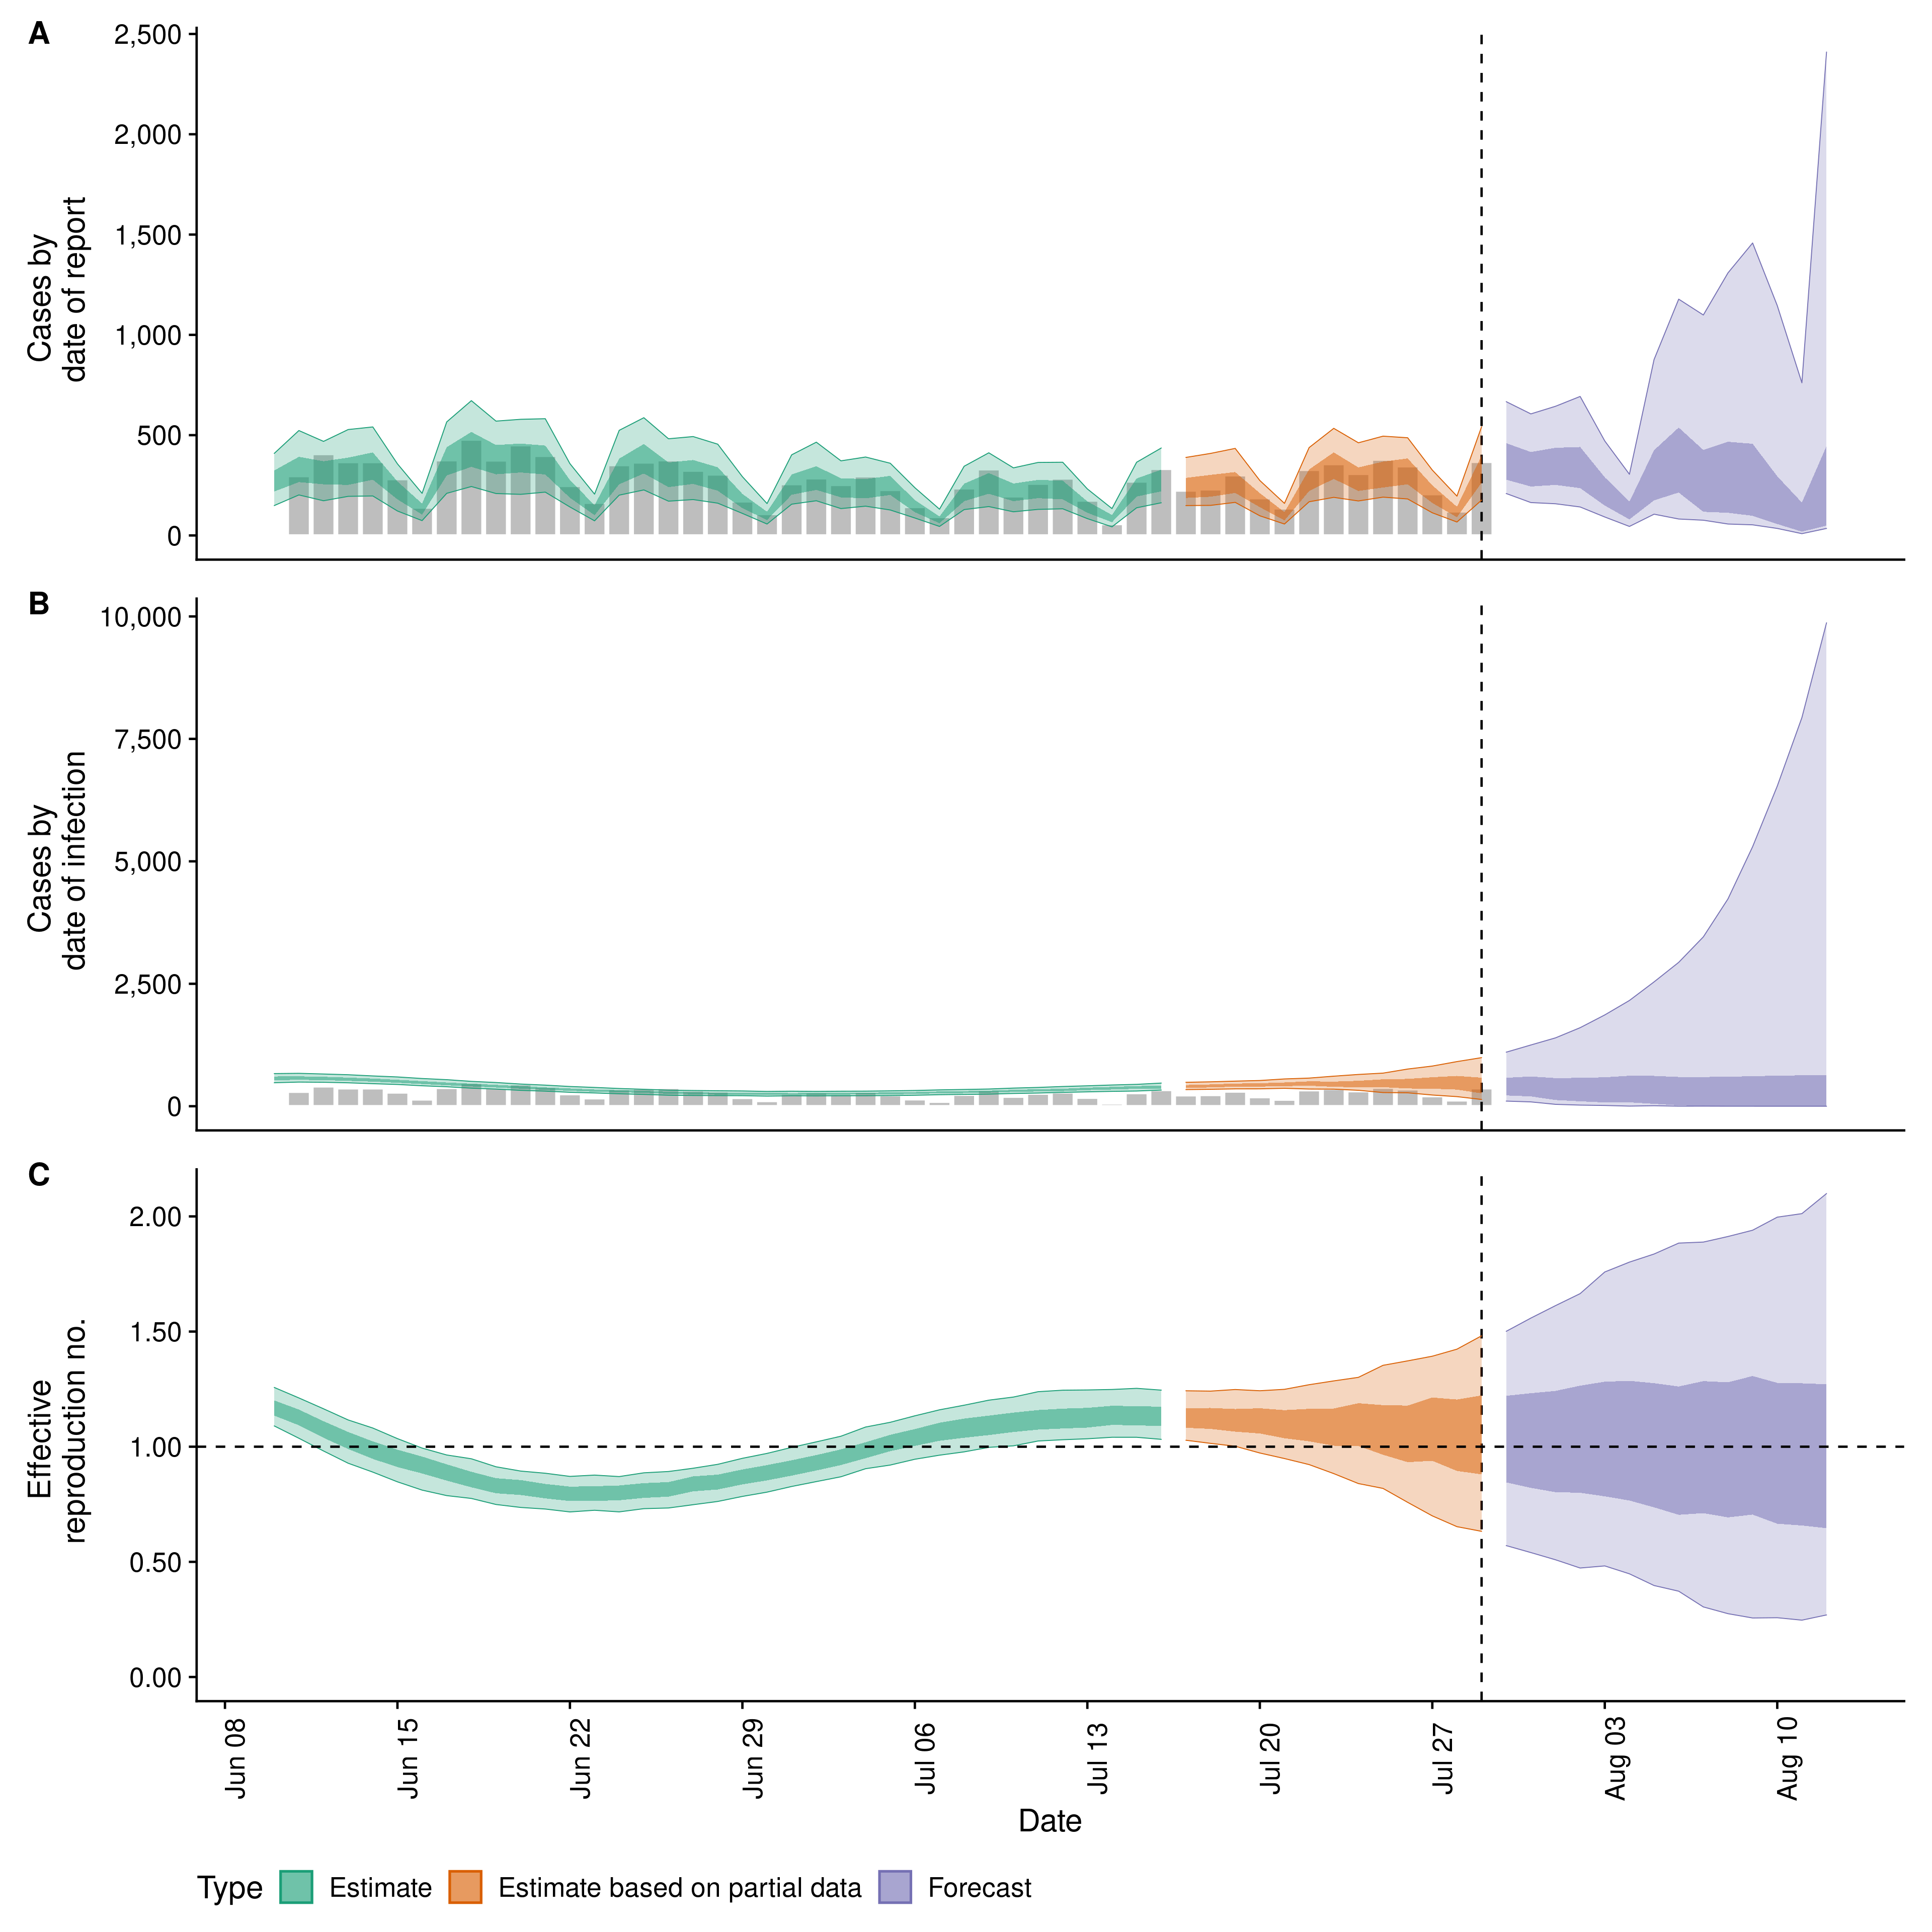 A
2,500
2,000
1,500
1,000
500
0
Cases by
date of report
B
10,000
7,500
5,000
2,500
0
Cases by
date of infection
C
2.00
1.50
1.00
0.50
0.00
Effective
reproduction no.
Jun 08
Jun 15
Jun 22
Jun 29
Jul 06
Jul 13
Jul 20
Jul 27
Aug 03
Aug 10
Date
Type Estimate Estimate based on partial data Forecast